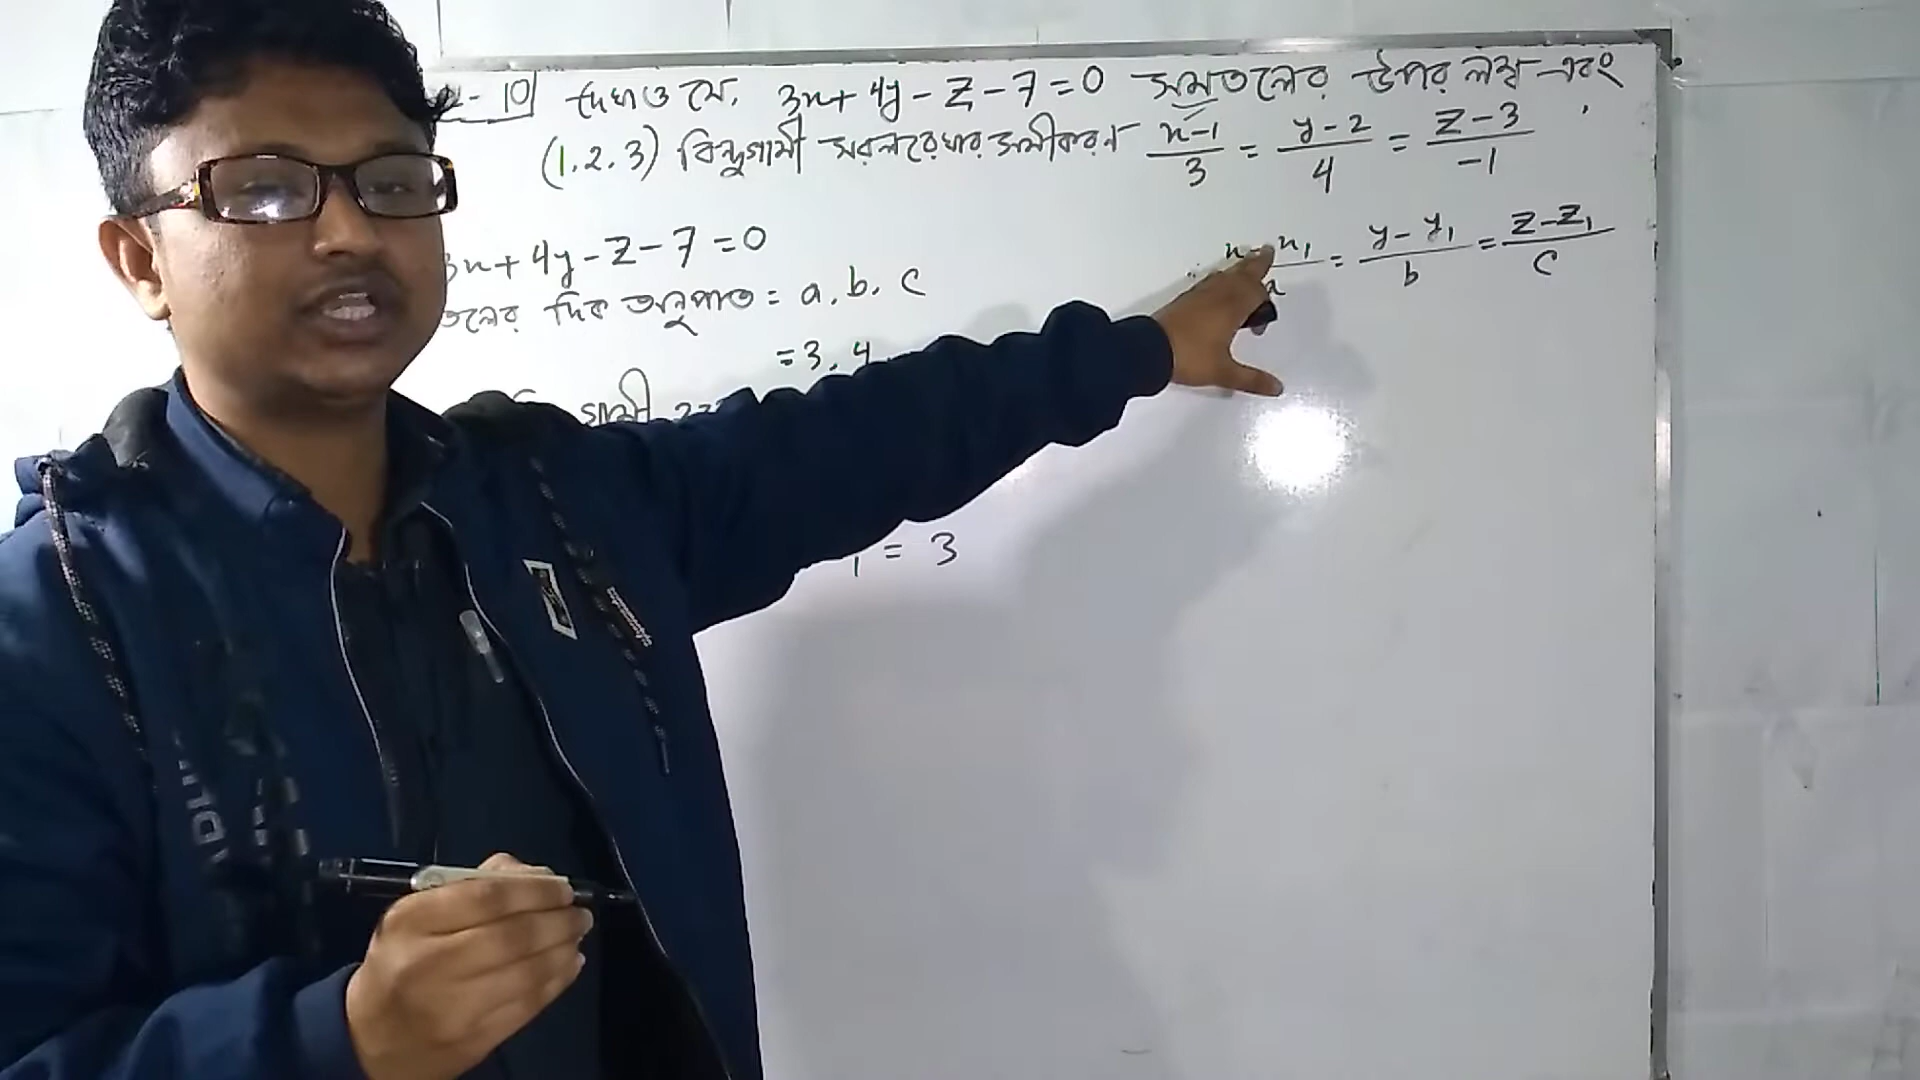 - 10 দেখাও যে, 3x + 4y - z - 7 = 0 সমতলের উপর লম্ব এবং
(1, 2, 3) বিন্দুগামী সরলরেখার সমীকরণ x-1/3 = y-2/4 = z-3/-1
3x + 4y - z - 7 = 0
তলের দিক অনুপাত = a, b, c
= 3, 4
গামী
1 = 3
x - x₁/a = y - y₁/b = z - z₁/c